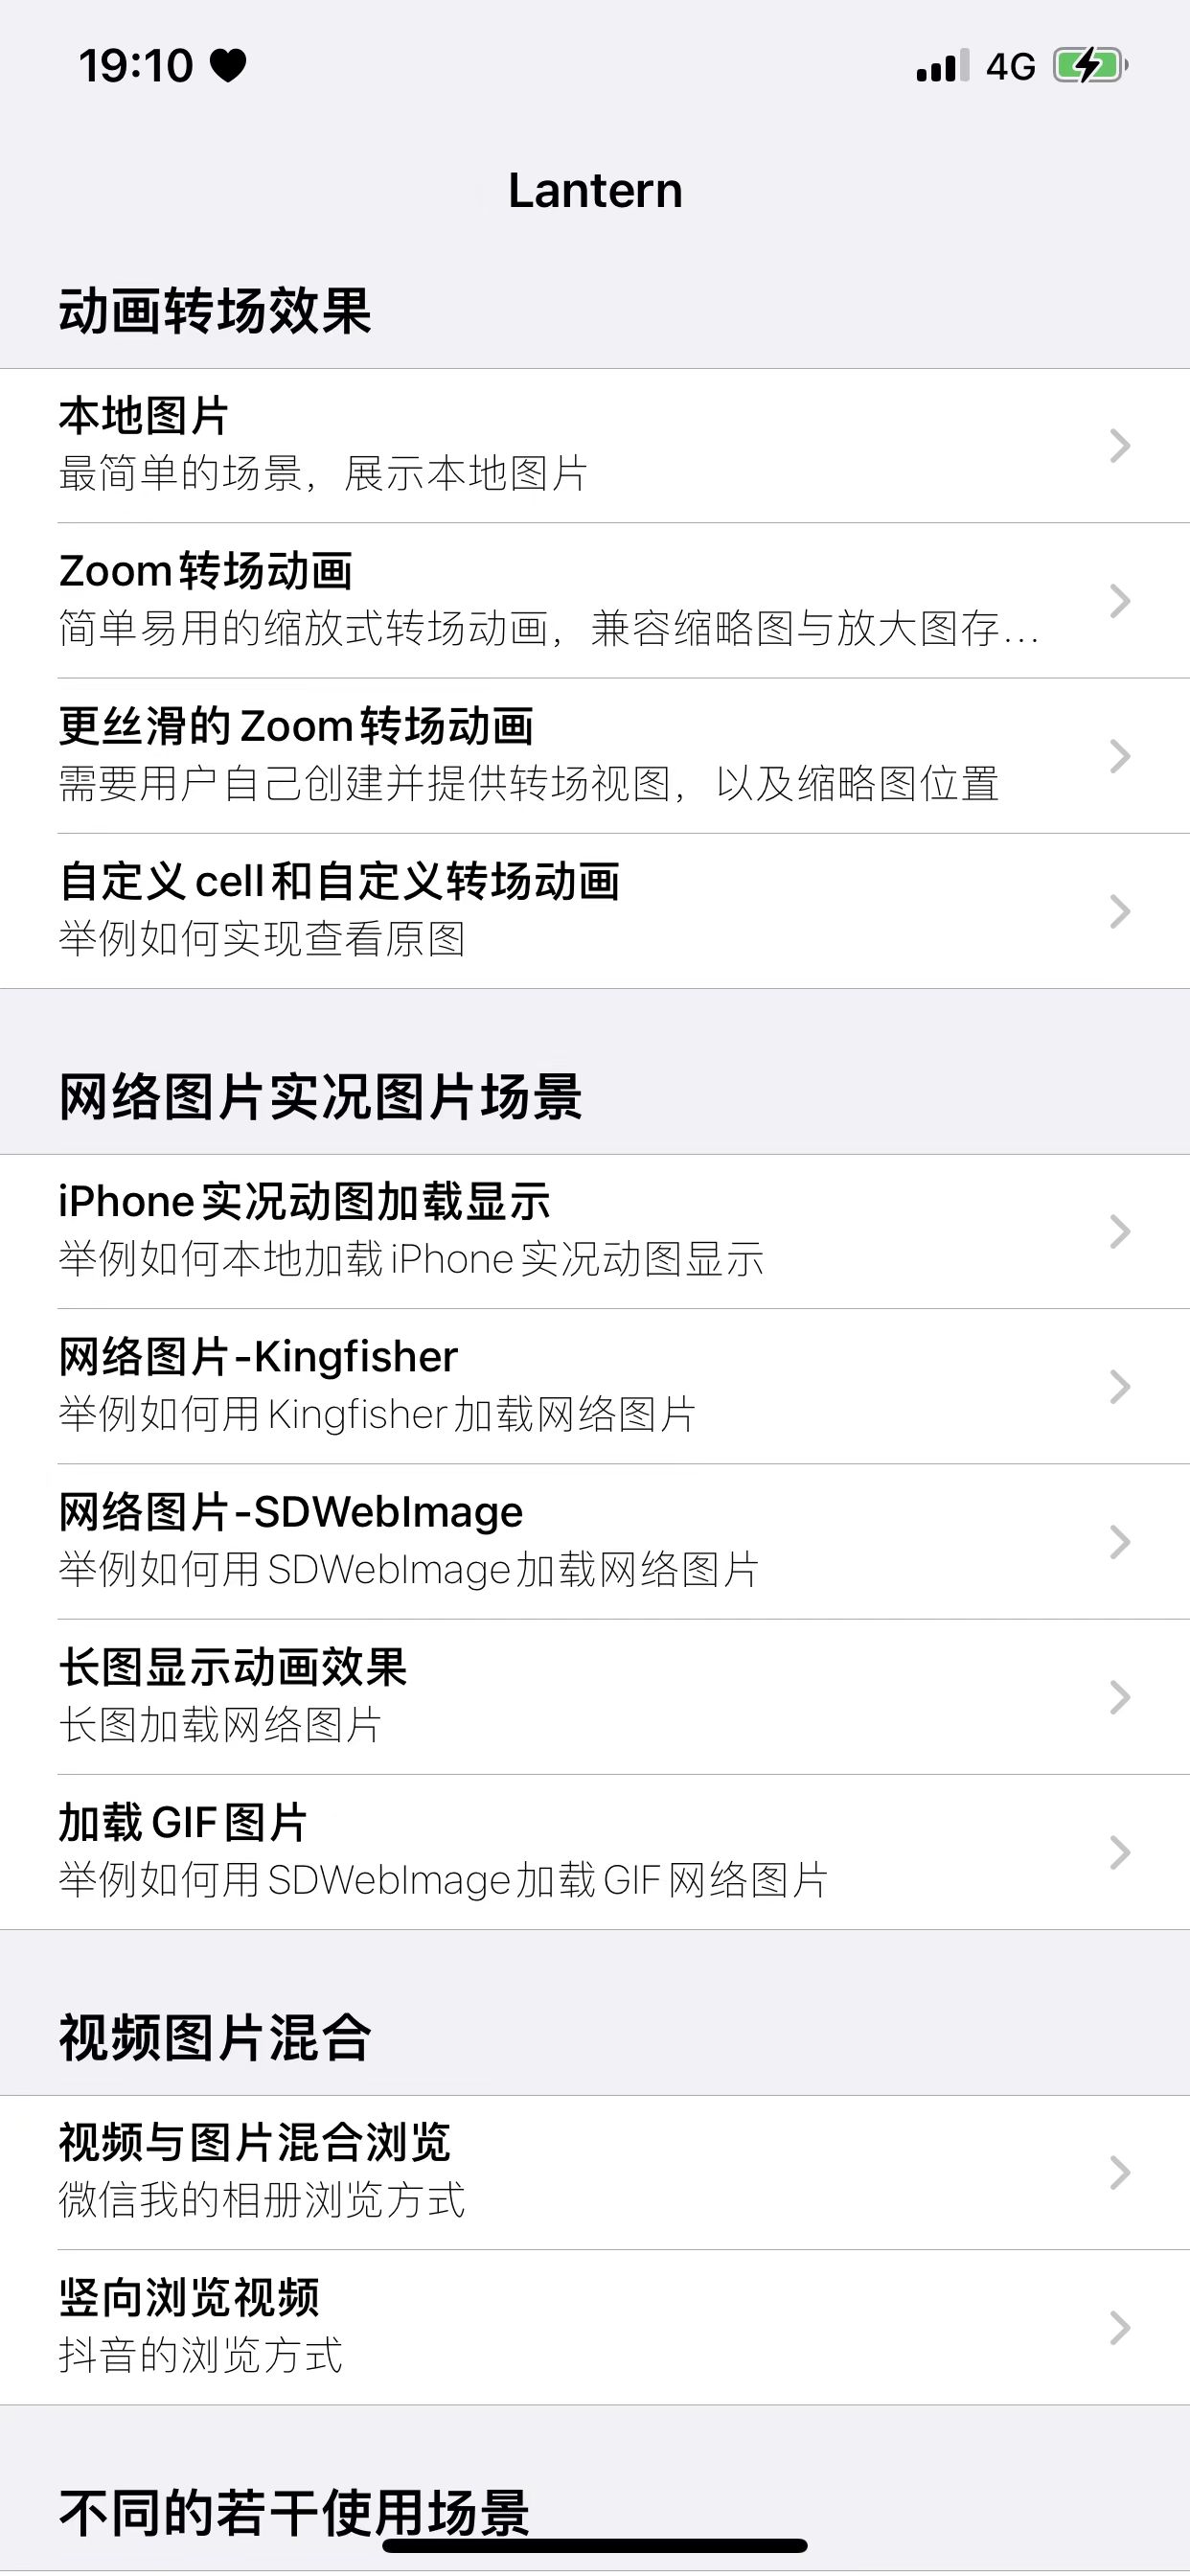 19:10
4G
Lantern
动画转场效果
本地图片
最简单的场景，展示本地图片
Zoom转场动画
简单易用的缩放式转场动画，兼容缩略图与放大图存...
更丝滑的Zoom转场动画
需要用户自己创建并提供转场视图，以及缩略图位置
自定义cell和自定义转场动画
举例如何实现查看原图
网络图片实况图片场景
iPhone实况动图加载显示
举例如何本地加载iPhone实况动图显示
网络图片-Kingfisher
举例如何用Kingfisher加载网络图片
网络图片-SDWebImage
举例如何用SDWebImage加载网络图片
长图显示动画效果
长图加载网络图片
加载GIF图片
举例如何用SDWebImage加载GIF网络图片
视频图片混合
视频与图片混合浏览
微信我的相册浏览方式
竖向浏览视频
抖音的浏览方式
不同的若干使用场景